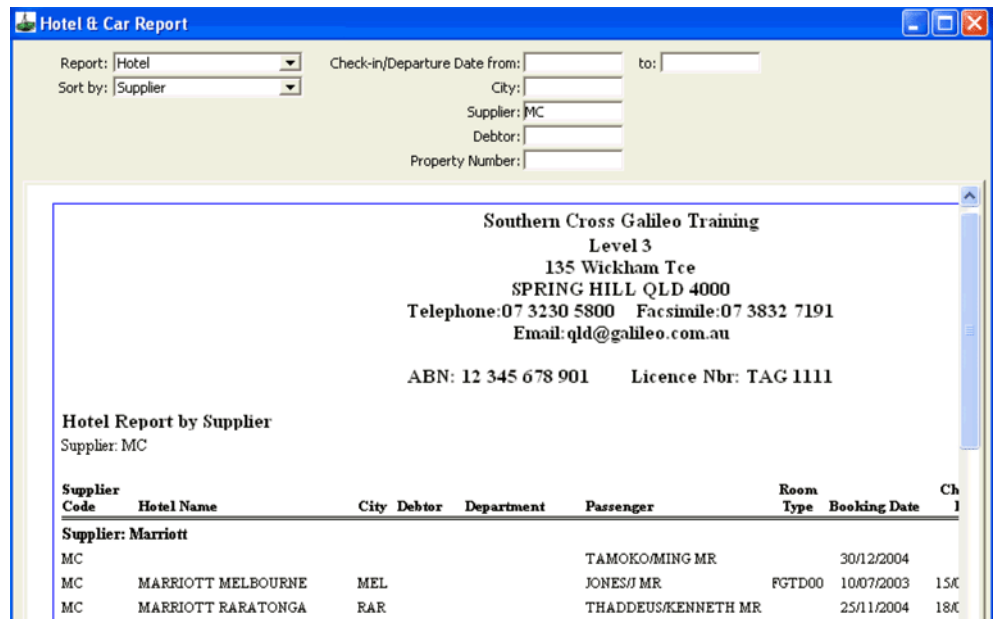 Hotel & Car Report
Report: Hotel Check-in/Departure Date from: to:
Sort by: Supplier City:
Supplier: MC
Debtor:
Property Number:
Southern Cross Galileo Training
Level 3
135 Wickham Tce
SPRING HILL QLD 4000
Telephone:07 3230 5800 Facsimile:07 3832 7191
Email:qld@galileo.com.au
ABN: 12 345 678 901 Licence Nbr: TAG 1111
Hotel Report by Supplier
Supplier: MC
Supplier Room Ch
Code Hotel Name City Debtor Department Passenger Type Booking Date
Supplier: Marriott
MC TAMOKO/MING MR 30/12/2004
MC MARRIOTT MELBOURNE MEL JONES/J MR FGTD00 10/07/2003 15/0
MC MARRIOTT RARATONGA RAR THADDEUS/KENNETH MR 25/11/2004 18/0